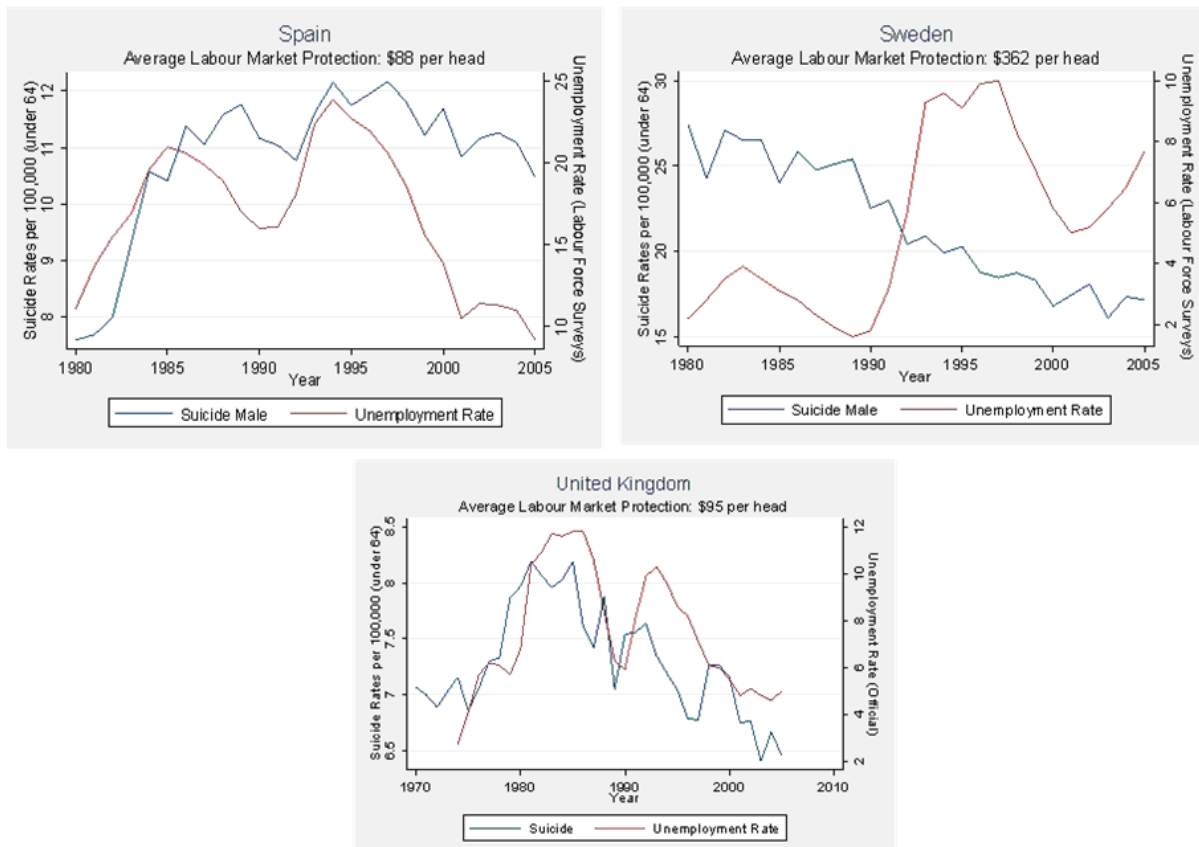 Spain
Average Labour Market Protection: $88 per head
Suicide Rates per 100,000 (under 64)
12
11
10
9
8
Unemployment Rate (Labour Force Surveys)
25
20
15
10
1980 1985 1990 1995 2000 2005
Year
Suicide Male Unemployment Rate
Sweden
Average Labour Market Protection: $362 per head
Suicide Rates per 100,000 (under 64)
30
25
20
15
Unemployment Rate (Labour Force Surveys)
10
8
6
4
2
1980 1985 1990 1995 2000 2005
Year
Suicide Male Unemployment Rate
United Kingdom
Average Labour Market Protection: $95 per head
Suicide Rates per 100,000 (under 64)
8.5
8
7.5
7
6.5
Unemployment Rate (Official)
12
10
8
6
4
2
1970 1980 1990 2000 2010
Year
Suicide Unemployment Rate